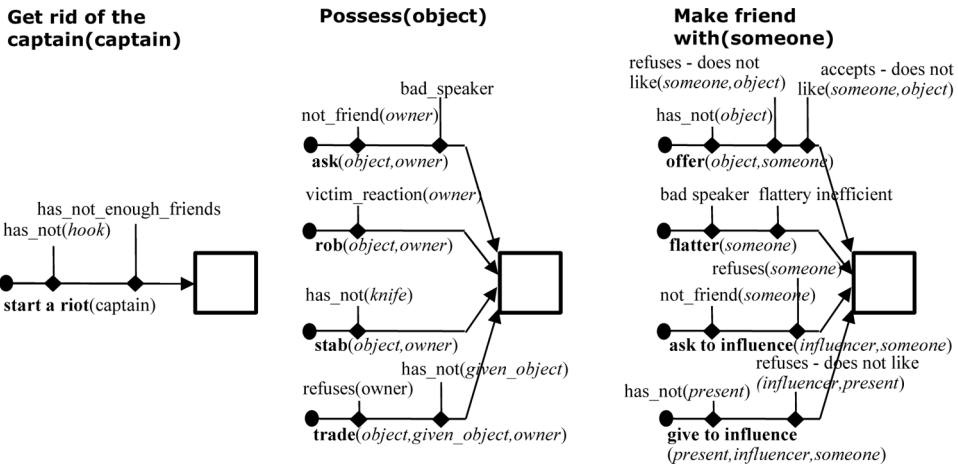 Get rid of the
captain(captain)
has_not_enough_friends
has_not(hook)
start a riot(captain)
Possess(object)
bad_speaker
not_friend(owner)
ask(object,owner)
victim_reaction(owner)
rob(object,owner)
has_not(knife)
stab(object,owner)
has_not(given_object)
refuses(owner)
trade(object,given_object,owner)
Make friend
with(someone)
refuses - does not
like(someone,object)
accepts - does not
like(someone,object)
has_not(object)
offer(object,someone)
bad speaker
flattery inefficient
flatter(someone)
refuses(someone)
not_friend(someone)
ask to influence(influencer,someone)
refuses - does not like
(influencer,present)
has_not(present)
give to influence
(present,influencer,someone)